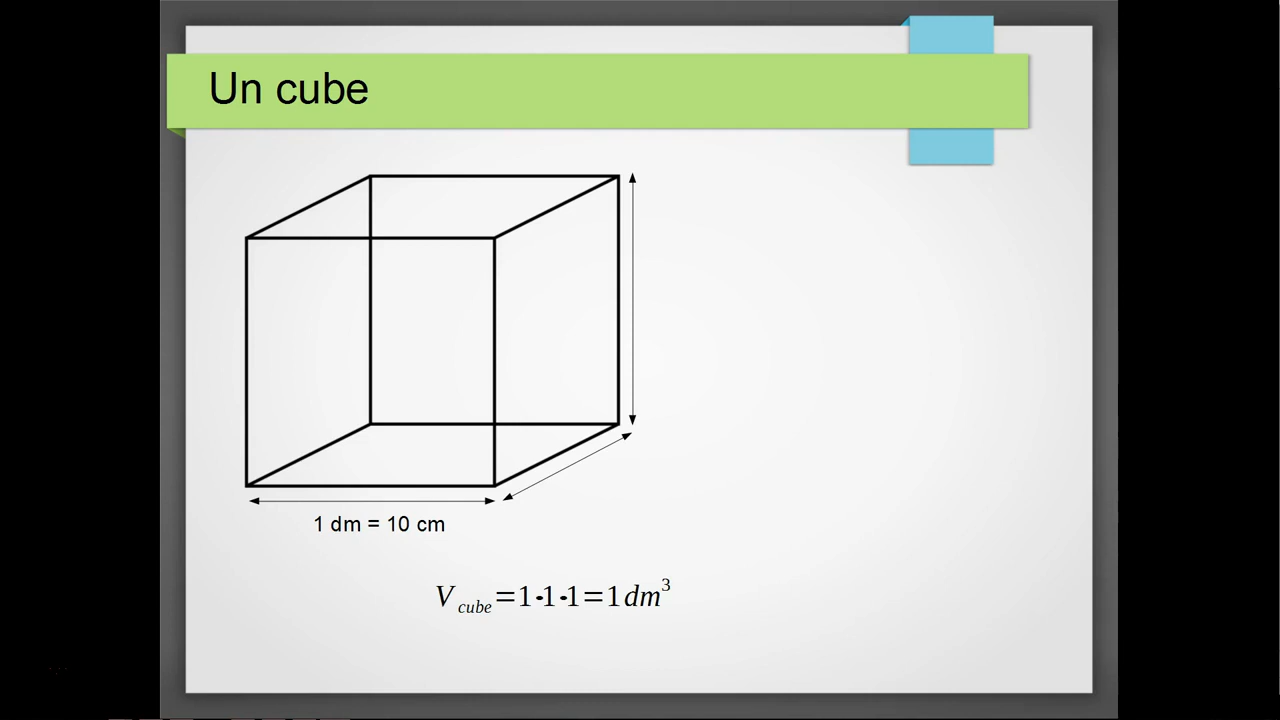 Un cube
1 dm = 10 cm
V cube = 1·1·1 = 1 dm³